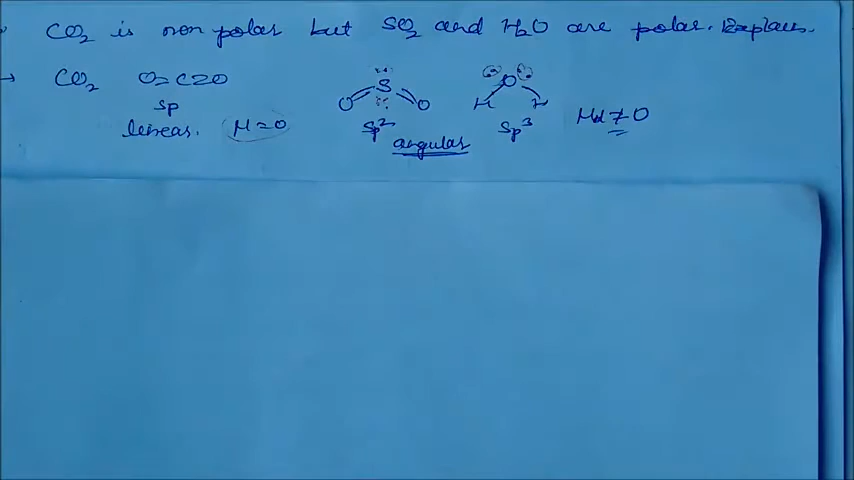 CO2 is non polar but SO2 and H2O are polar. Explain.
→ CO2 O=C=O S O O O H H
sp sp2 sp3 μd ≠ 0
linear. μ=0 angular